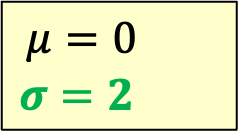 μ = 0
σ = 2